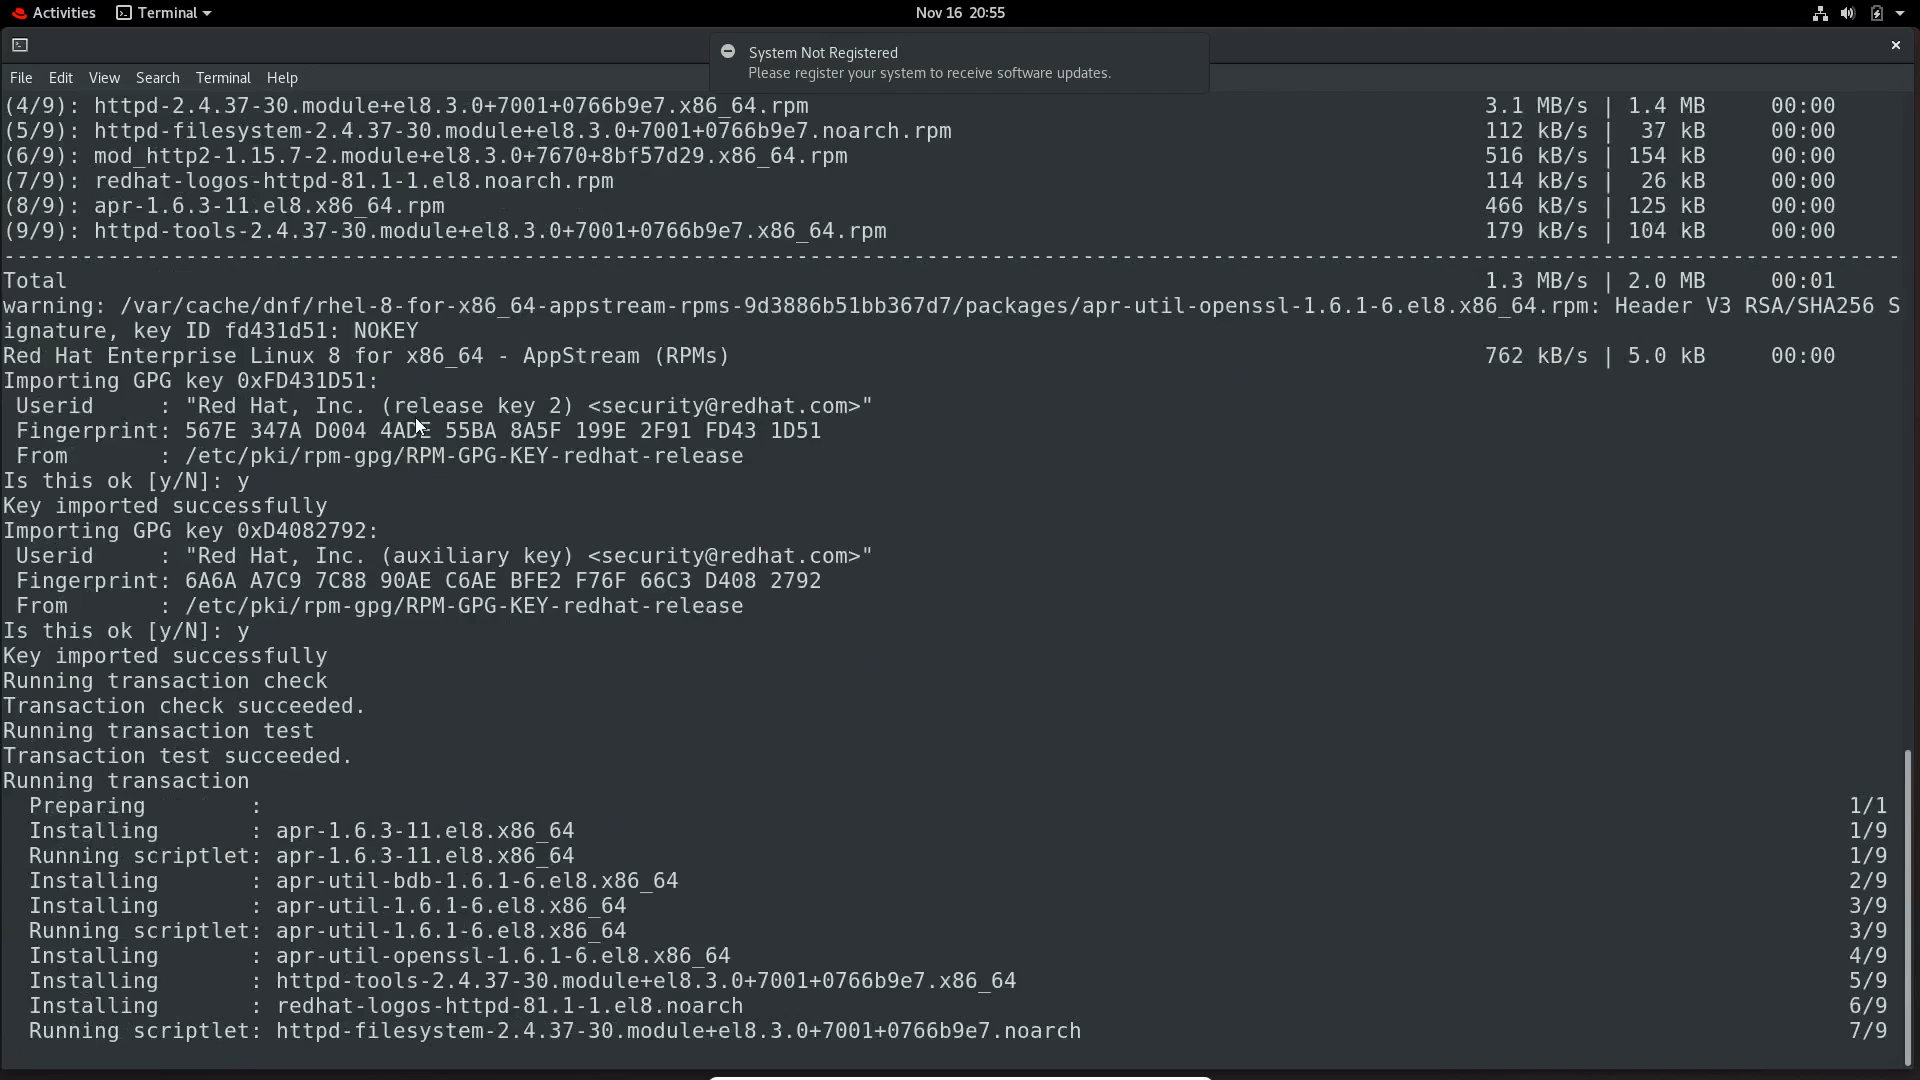 Activities Terminal Nov 16 20:55
System Not Registered
Please register your system to receive software updates.
File Edit View Search Terminal Help
(4/9): httpd-2.4.37-30.module+el8.3.0+7001+0766b9e7.x86_64.rpm 3.1 MB/s | 1.4 MB 00:00
(5/9): httpd-filesystem-2.4.37-30.module+el8.3.0+7001+0766b9e7.noarch.rpm 112 kB/s | 37 kB 00:00
(6/9): mod_http2-1.15.7-2.module+el8.3.0+7670+8bf57d29.x86_64.rpm 516 kB/s | 154 kB 00:00
(7/9): redhat-logos-httpd-81.1-1.el8.noarch.rpm 114 kB/s | 26 kB 00:00
(8/9): apr-1.6.3-11.el8.x86_64.rpm 466 kB/s | 125 kB 00:00
(9/9): httpd-tools-2.4.37-30.module+el8.3.0+7001+0766b9e7.x86_64.rpm 179 kB/s | 104 kB 00:00
--------------------------------------------------------------------------------------------------------------------------------------------------
Total 1.3 MB/s | 2.0 MB 00:01
warning: /var/cache/dnf/rhel-8-for-x86_64-appstream-rpms-9d3886b51bb367d7/packages/apr-util-openssl-1.6.1-6.el8.x86_64.rpm: Header V3 RSA/SHA256 S
ignature, key ID fd431d51: NOKEY
Red Hat Enterprise Linux 8 for x86_64 - AppStream (RPMs) 762 kB/s | 5.0 kB 00:00
Importing GPG key 0xFD431D51:
Userid : "Red Hat, Inc. (release key 2) <security@redhat.com>"
Fingerprint: 567E 347A D004 4ADE 55BA 8A5F 199E 2F91 FD43 1D51
From : /etc/pki/rpm-gpg/RPM-GPG-KEY-redhat-release
Is this ok [y/N]: y
Key imported successfully
Importing GPG key 0xD4082792:
Userid : "Red Hat, Inc. (auxiliary key) <security@redhat.com>"
Fingerprint: 6A6A A7C9 7C88 90AE C6AE BFE2 F76F 66C3 D408 2792
From : /etc/pki/rpm-gpg/RPM-GPG-KEY-redhat-release
Is this ok [y/N]: y
Key imported successfully
Running transaction check
Transaction check succeeded.
Running transaction test
Transaction test succeeded.
Running transaction
Preparing : 1/1
Installing : apr-1.6.3-11.el8.x86_64 1/9
Running scriptlet: apr-1.6.3-11.el8.x86_64 1/9
Installing : apr-util-bdb-1.6.1-6.el8.x86_64 2/9
Installing : apr-util-1.6.1-6.el8.x86_64 3/9
Running scriptlet: apr-util-1.6.1-6.el8.x86_64 3/9
Installing : apr-util-openssl-1.6.1-6.el8.x86_64 4/9
Installing : httpd-tools-2.4.37-30.module+el8.3.0+7001+0766b9e7.x86_64 5/9
Installing : redhat-logos-httpd-81.1-1.el8.noarch 6/9
Running scriptlet: httpd-filesystem-2.4.37-30.module+el8.3.0+7001+0766b9e7.noarch 7/9